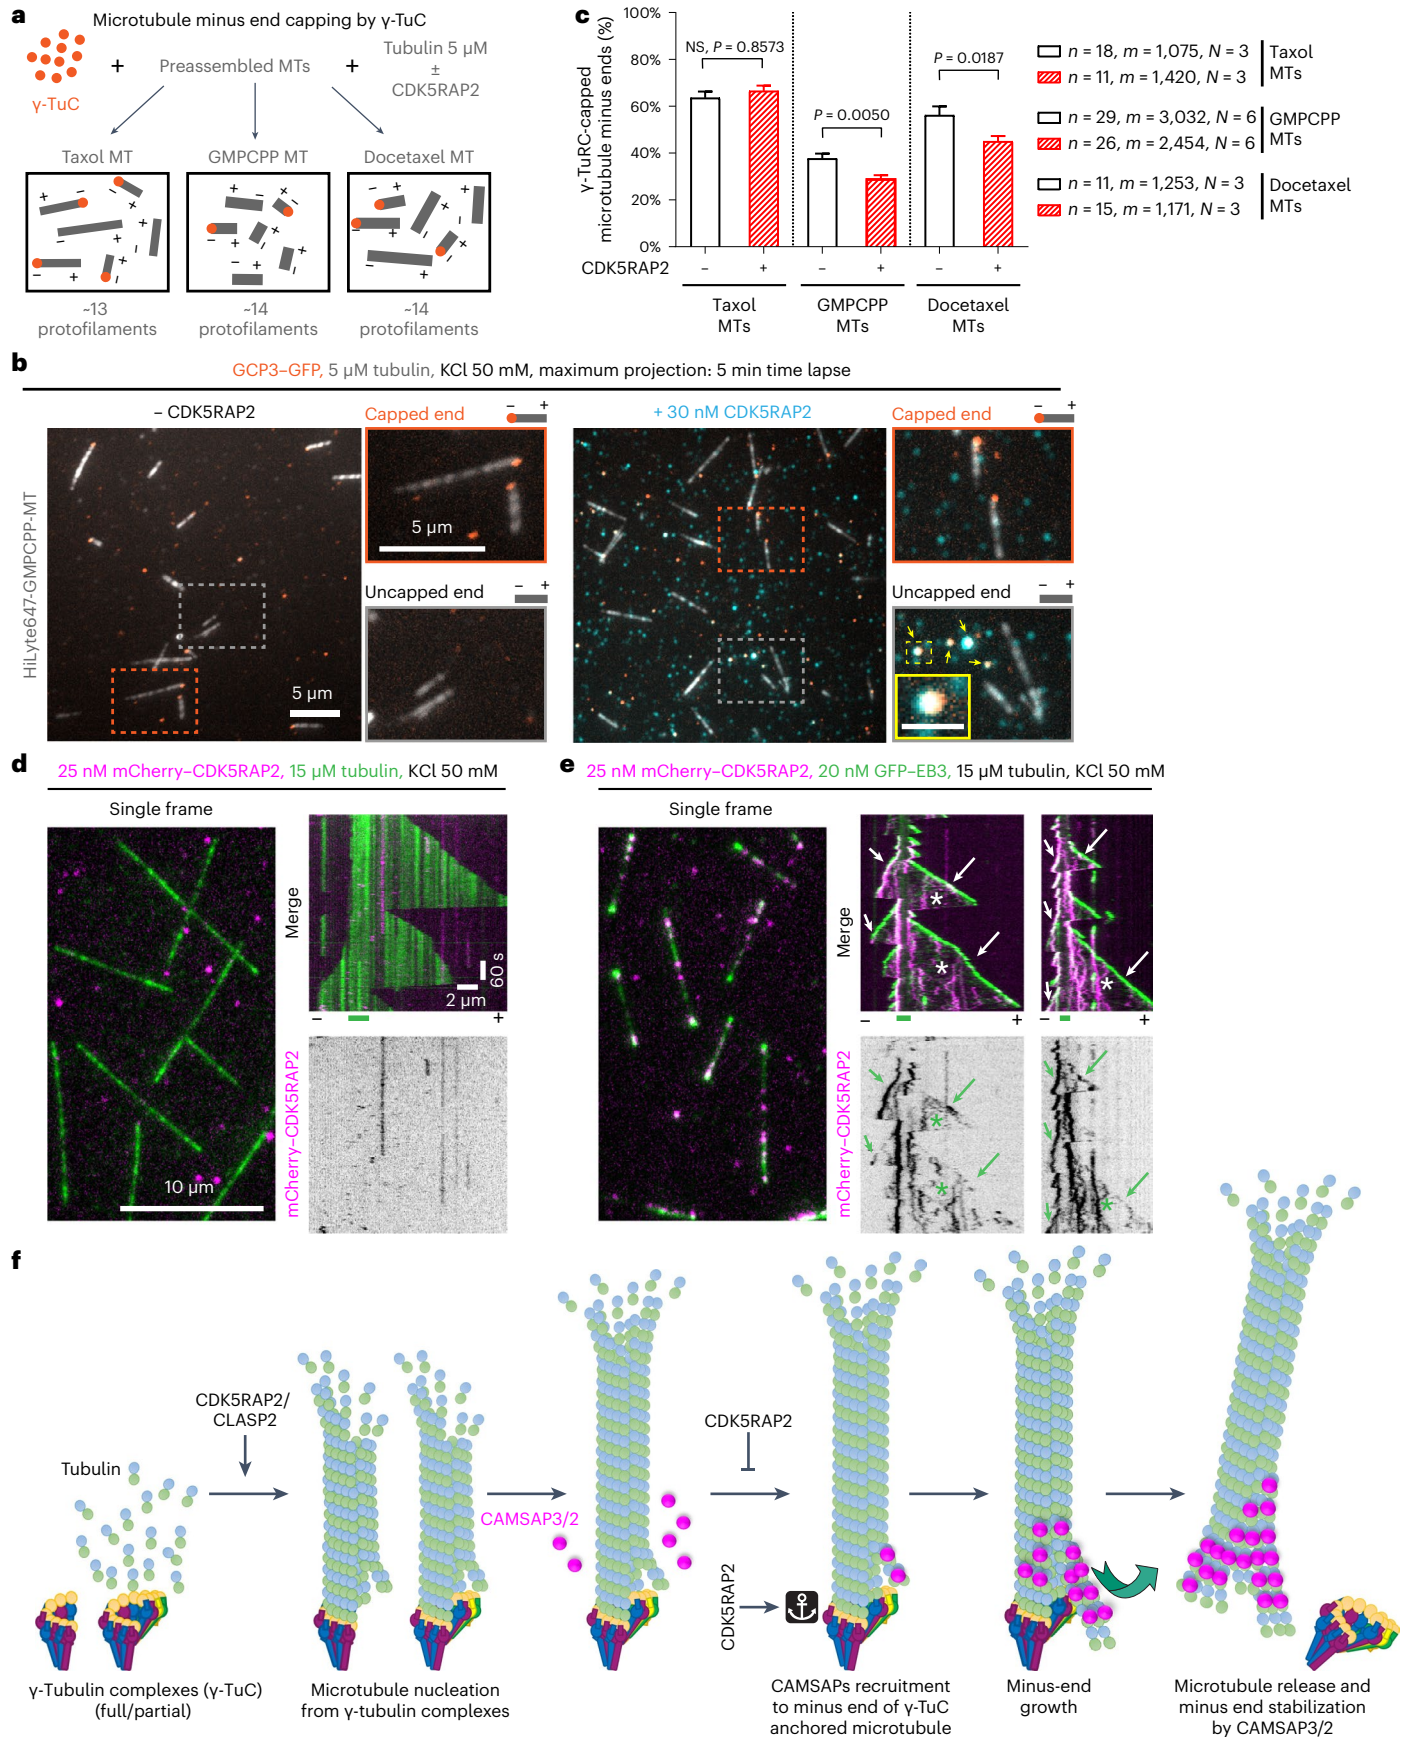 a
Microtubule minus end capping by γ-TuC
γ-TuC
+
Preassembled MTs
+
Tubulin 5 μM
±
CDK5RAP2
Taxol MT
GMPCPP MT
Docetaxel MT
~13
protofilaments
~14
protofilaments
~14
protofilaments
c
γ-TuRC-capped
microtubule minus ends (%)
100%
80%
60%
40%
20%
0%
NS, P = 0.8573
P = 0.0050
P = 0.0187
CDK5RAP2
– + – + – +
Taxol
MTs
GMPCPP
MTs
Docetaxel
MTs
n = 18, m = 1,075, N = 3
n = 11, m = 1,420, N = 3
Taxol
MTs
n = 29, m = 3,032, N = 6
n = 26, m = 2,454, N = 6
GMPCPP
MTs
n = 11, m = 1,253, N = 3
n = 15, m = 1,171, N = 3
Docetaxel
MTs
b
GCP3–GFP, 5 μM tubulin, KCl 50 mM, maximum projection: 5 min time lapse
– CDK5RAP2
Capped end
– +
+ 30 nM CDK5RAP2
Capped end
– +
HiLyte647-GMPCPP-MT
5 μm
5 μm
Uncapped end
– +
Uncapped end
– +
d
25 nM mCherry–CDK5RAP2, 15 μM tubulin, KCl 50 mM
Single frame
Merge
60 s
2 μm
– +
mCherry–CDK5RAP2
10 μm
e
25 nM mCherry–CDK5RAP2, 20 nM GFP–EB3, 15 μM tubulin, KCl 50 mM
Single frame
Merge
*
*
*
– +
– +
mCherry–CDK5RAP2
*
*
*
f
Tubulin
CDK5RAP2/
CLASP2
CAMSAP3/2
CDK5RAP2
CDK5RAP2
γ-Tubulin complexes (γ-TuC)
(full/partial)
Microtubule nucleation
from γ-tubulin complexes
CAMSAPs recruitment
to minus end of γ-TuC
anchored microtubule
Minus-end
growth
Microtubule release and
minus end stabilization
by CAMSAP3/2